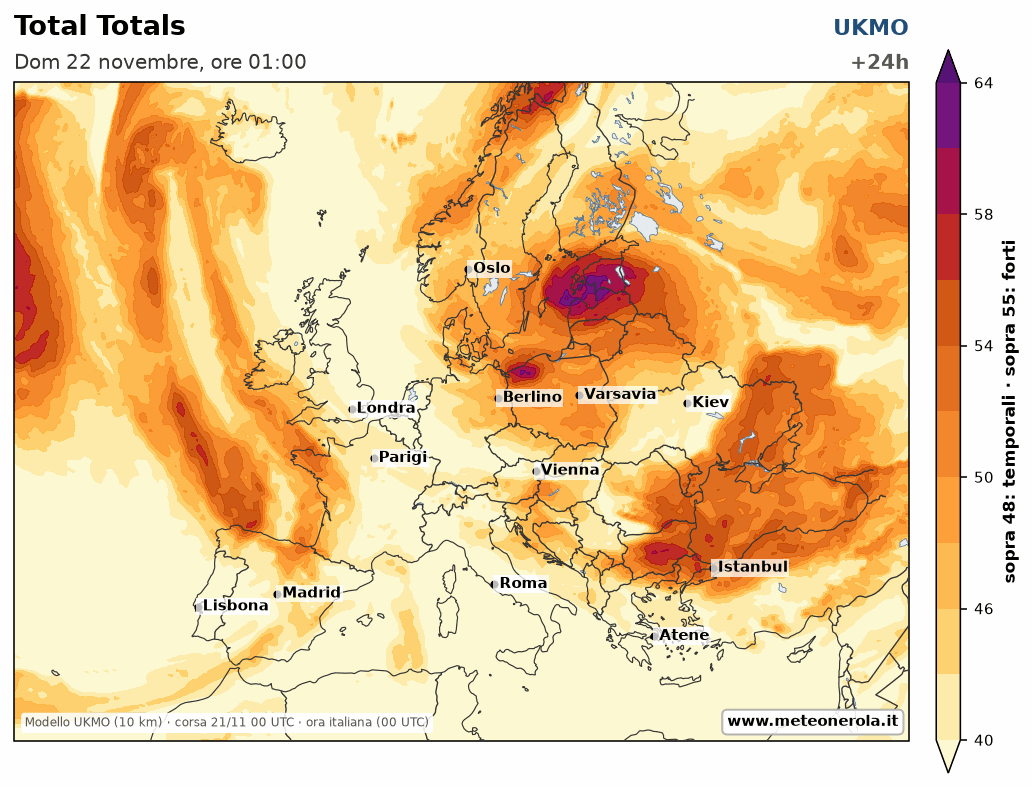 Total Totals
UKMO
Dom 22 novembre, ore 01:00
+24h
64
58
54
50
46
40
sopra 48: temporali · sopra 55: forti
Oslo
Berlino
Varsavia
Kiev
Londra
Parigi
Vienna
Istanbul
Roma
Madrid
Lisbona
Atene
Modello UKMO (10 km) · corsa 21/11 00 UTC · ora italiana (00 UTC)
www.meteonerola.it